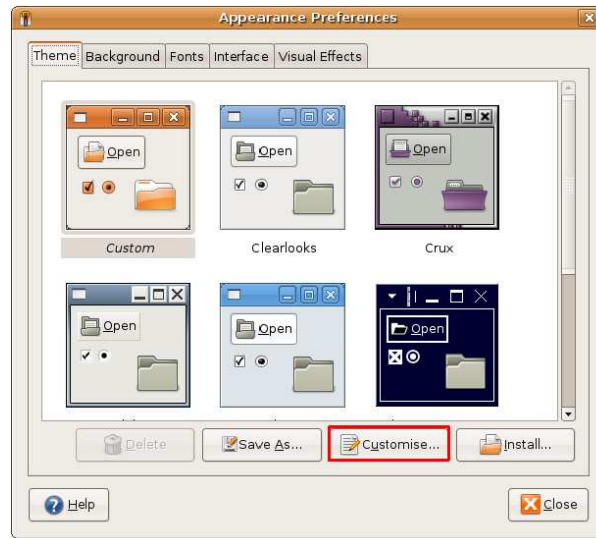 Appearance Preferences
Theme Background Fonts Interface Visual Effects
Open Open Open
Custom Clearlooks Crux
Open Open Open
Delete Save As... Customise... Install...
Help Close